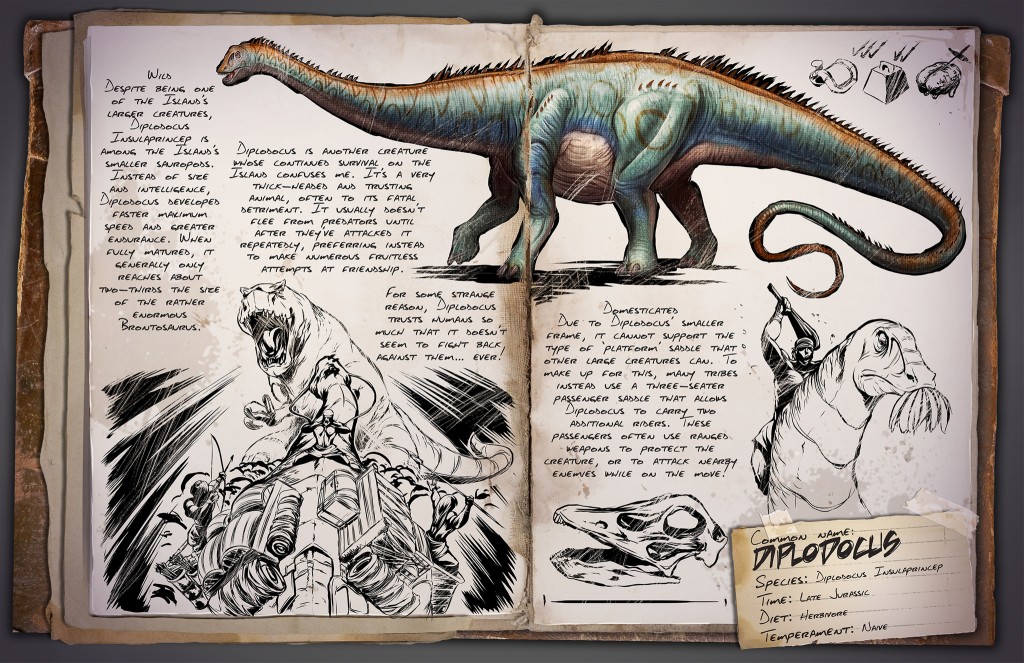 Wild
Despite being one
of the Island's
larger creatures,
Diplodocus
Insulaprincep is
among the Island's
smaller sauropods.
Instead of size
and intelligence,
Diplodocus developed
faster maximum
speed and greater
endurance. When
fully matured, it
generally only
reaches about
two-thirds the size
of the rather
enormous
Brontosaurus.
Diplodocus is another creature
whose continued survival on the
Island confuses me. It's a very
thick-headed and trusting
animal, often to its fatal
detriment. It usually doesn't
flee from predators until
after they've attacked it
repeatedly, preferring instead
to make numerous fruitless
attempts at friendship.
For some strange
reason, Diplodocus
trusts humans so
much that it doesn't
seem to fight back
against them... ever!
Domesticated
Due to Diplodocus' smaller
frame, it cannot support the
type of 'platform' saddle that
other large creatures can. To
make up for this, many tribes
instead use a three-seater
passenger saddle that allows
Diplodocus to carry two
additional riders. These
passengers often use ranged
weapons to protect the
creature, or to attack nearby
enemies while on the move!
Common name:
Diplodocus
Species: Diplodocus Insulaprincep
Time: Late Jurassic
Diet: Herbivore
Temperament: Naive